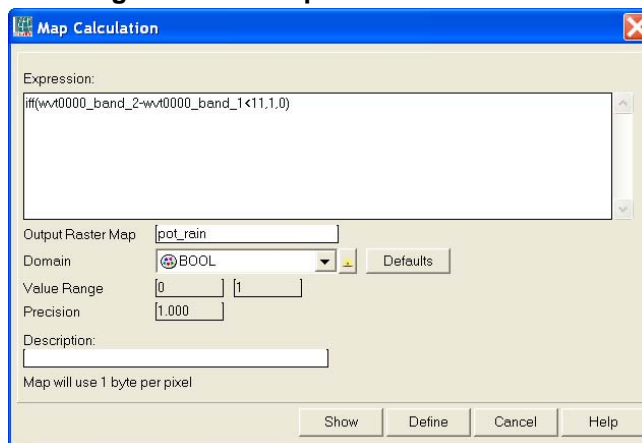 Map Calculation
Expression:
iff(wvt0000_band_2-wvt0000_band_1<11,1,0)
Output Raster Map pot_rain
Domain BOOL Defaults
Value Range 0 1
Precision 1.000
Description:
Map will use 1 byte per pixel
Show Define Cancel Help